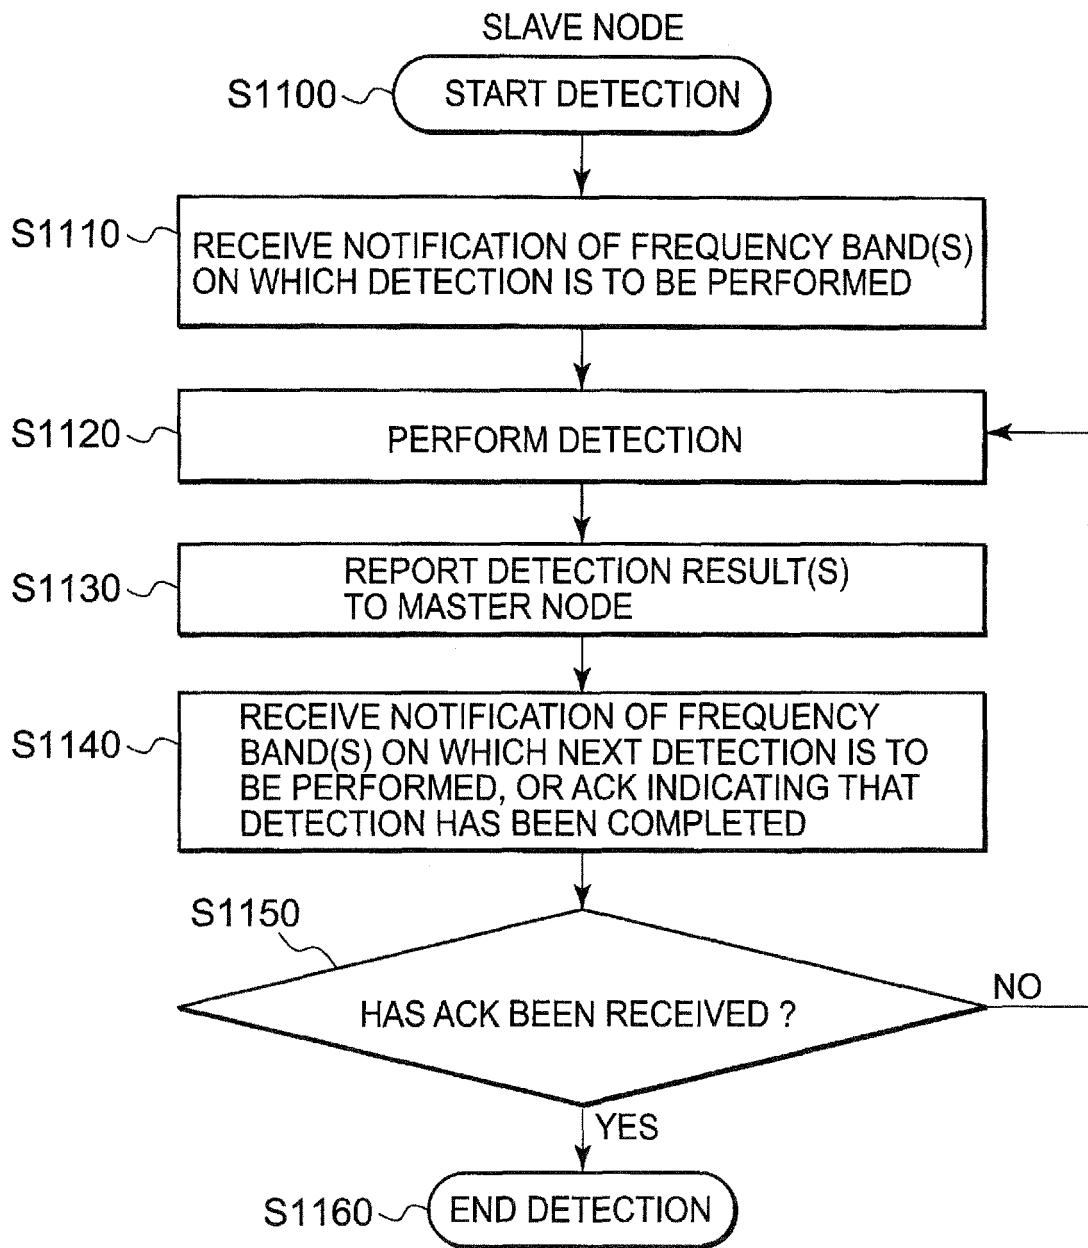 SLAVE NODE
S1100
START DETECTION
S1110
RECEIVE NOTIFICATION OF FREQUENCY BAND(S)
ON WHICH DETECTION IS TO BE PERFORMED
S1120
PERFORM DETECTION
S1130
REPORT DETECTION RESULT(S)
TO MASTER NODE
S1140
RECEIVE NOTIFICATION OF FREQUENCY
BAND(S) ON WHICH NEXT DETECTION IS TO
BE PERFORMED, OR ACK INDICATING THAT
DETECTION HAS BEEN COMPLETED
S1150
HAS ACK BEEN RECEIVED ?
NO
YES
S1160
END DETECTION